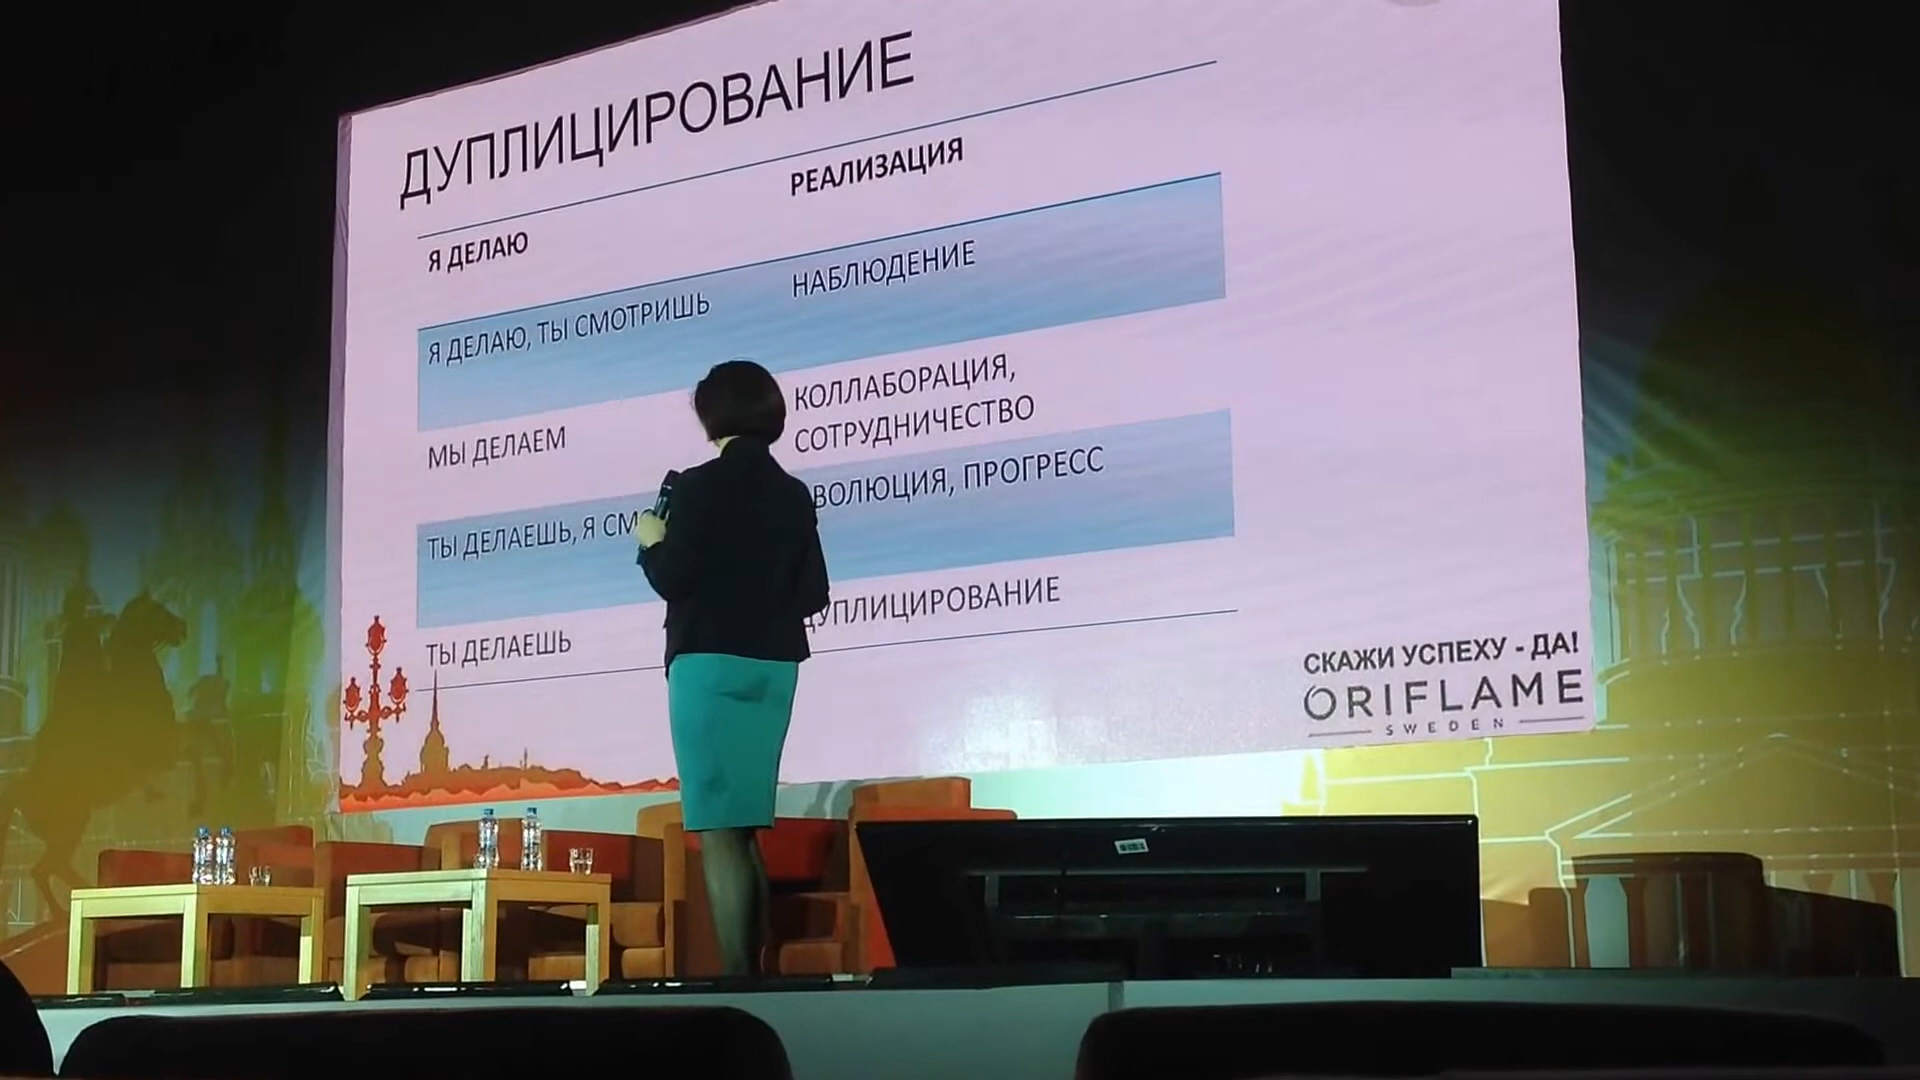 ДУПЛИЦИРОВАНИЕ
Я ДЕЛАЮ
РЕАЛИЗАЦИЯ
Я ДЕЛАЮ, ТЫ СМОТРИШЬ
НАБЛЮДЕНИЕ
МЫ ДЕЛАЕМ
КОЛЛАБОРАЦИЯ,
СОТРУДНИЧЕСТВО
ТЫ ДЕЛАЕШЬ, Я
ПРОГРЕСС
ТЫ ДЕЛАЕШЬ
СКАЖИ УСПЕХУ - ДА!
ORIFLAME
SWEDEN